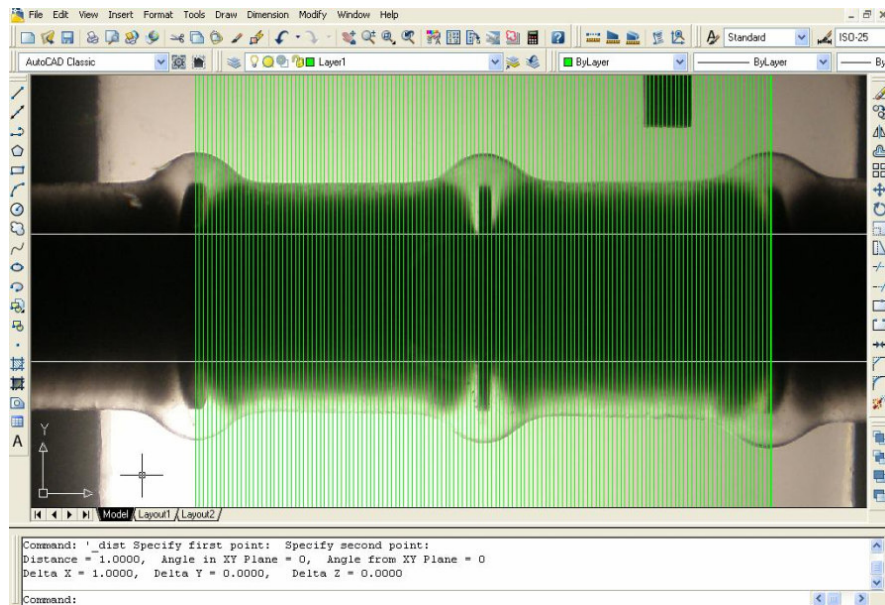 File Edit View Insert Format Tools Draw Dimension Modify Window Help
Standard ISO-25
AutoCAD Classic Layer1 ByLayer ByLayer By
A
Y
Model Layout1 Layout2
Command: '_dist Specify first point: Specify second point:
Distance = 1.0000, Angle in XY Plane = 0, Angle from XY Plane = 0
Delta X = 1.0000, Delta Y = 0.0000, Delta Z = 0.0000
Command: